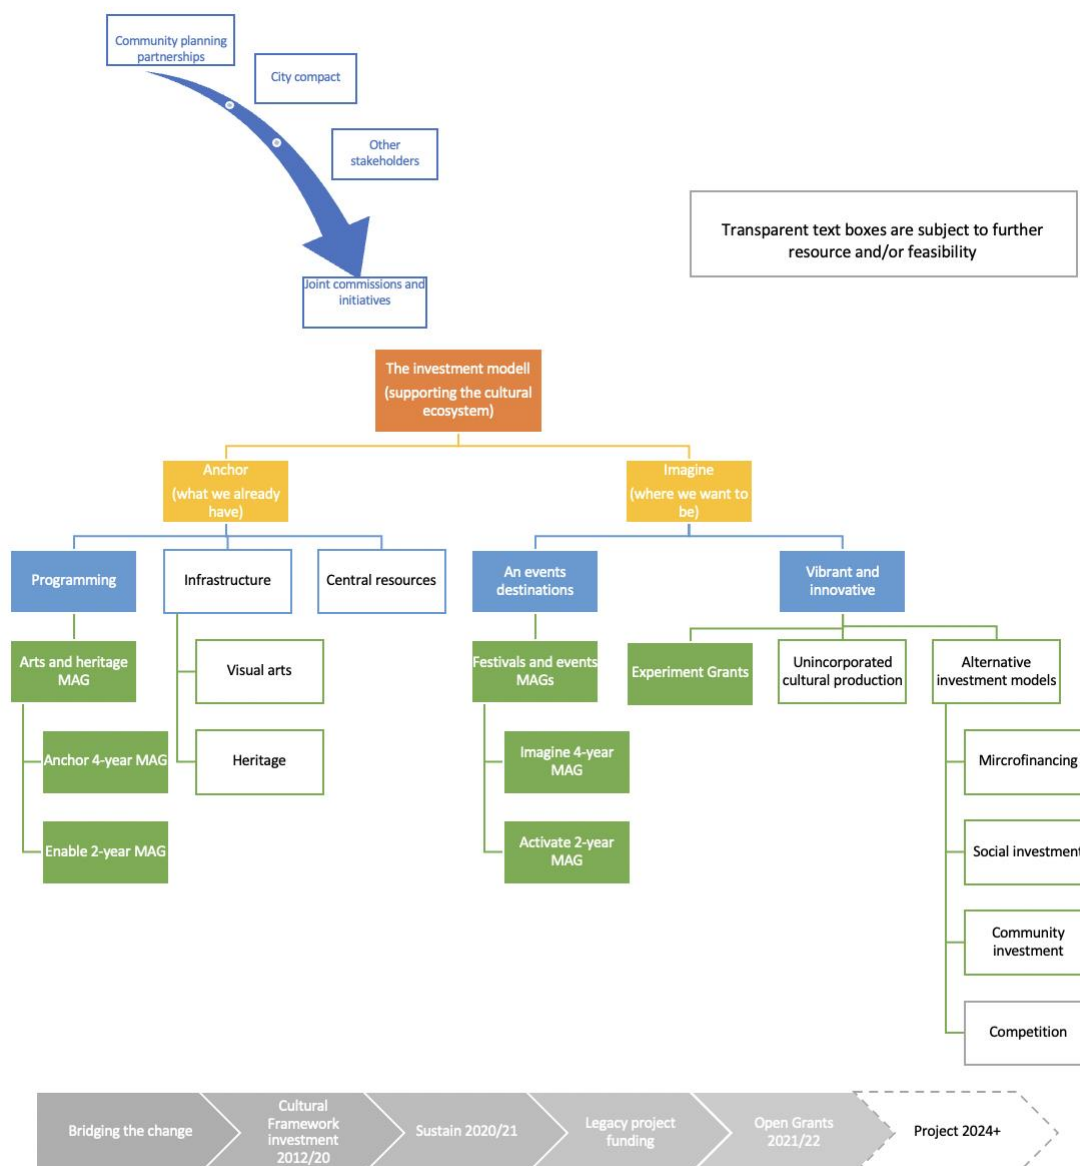 Community planning
partnerships
City compact
Other
stakeholders
Joint commissions and
initiatives
Transparent text boxes are subject to further
resource and/or feasibility
The investment modell
(supporting the cultural
ecosystem)
Anchor
(what we already
have)
Imagine
(where we want to
be)
Programming
Infrastructure
Central resources
An events
destinations
Vibrant and
innovative
Arts and heritage
MAG
Visual arts
Festivals and events
MAGs
Experiment Grants
Unincorporated
cultural production
Alternative
investment models
Anchor 4-year MAG
Heritage
Imagine 4-year
MAG
Mircrofinancing
Enable 2-year MAG
Activate 2-year
MAG
Social investment
Community
investment
Competition
Bridging the change
Cultural
Framework
investment
2012/20
Sustain 2020/21
Legacy project
funding
Open Grants
2021/22
Project 2024+